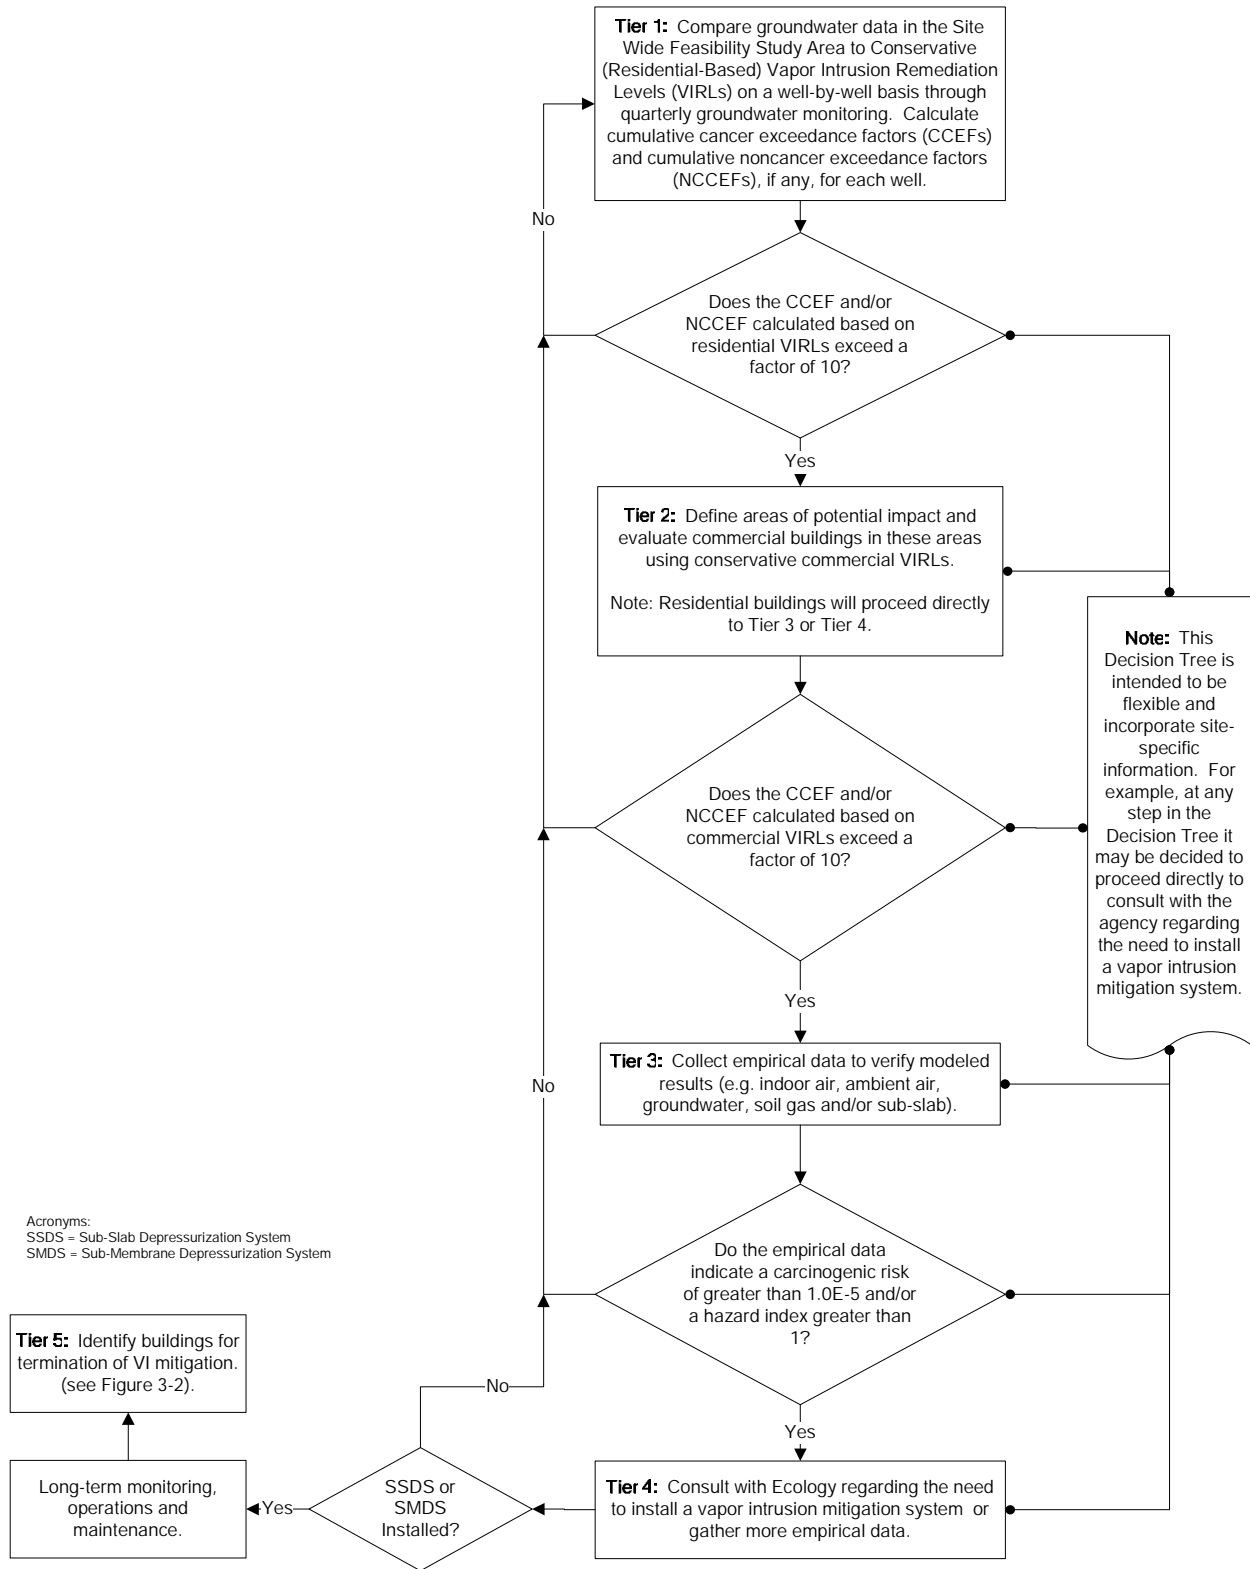 Tier 1: Compare groundwater data in the Site
Wide Feasibility Study Area to Conservative
(Residential-Based) Vapor Intrusion Remediation
Levels (VIRLs) on a well-by-well basis through
quarterly groundwater monitoring. Calculate
cumulative cancer exceedance factors (CCEFs)
and cumulative noncancer exceedance factors
(NCCEFs), if any, for each well.
No
Does the CCEF and/or
NCCEF calculated based on
residential VIRLs exceed a
factor of 10?
Yes
Tier 2: Define areas of potential impact and
evaluate commercial buildings in these areas
using conservative commercial VIRLs.
Note: Residential buildings will proceed directly
to Tier 3 or Tier 4.
Note: This
Decision Tree is
intended to be
flexible and
incorporate site-
specific
information. For
example, at any
step in the
Decision Tree it
may be decided to
proceed directly to
consult with the
agency regarding
the need to install
a vapor intrusion
mitigation system.
Does the CCEF and/or
NCCEF calculated based on
commercial VIRLs exceed a
factor of 10?
Yes
No
Tier 3: Collect empirical data to verify modeled
results (e.g. indoor air, ambient air,
groundwater, soil gas and/or sub-slab).
Acronyms:
SSDS = Sub-Slab Depressurization System
SMDS = Sub-Membrane Depressurization System
Do the empirical data
indicate a carcinogenic risk
of greater than 1.0E-5 and/or
a hazard index greater than
1?
Yes
No
Tier 5: Identify buildings for
termination of VI mitigation.
(see Figure 3-2).
Long-term monitoring,
operations and
maintenance.
Yes
SSDS or
SMDS
Installed?
Tier 4: Consult with Ecology regarding the need
to install a vapor intrusion mitigation system or
gather more empirical data.